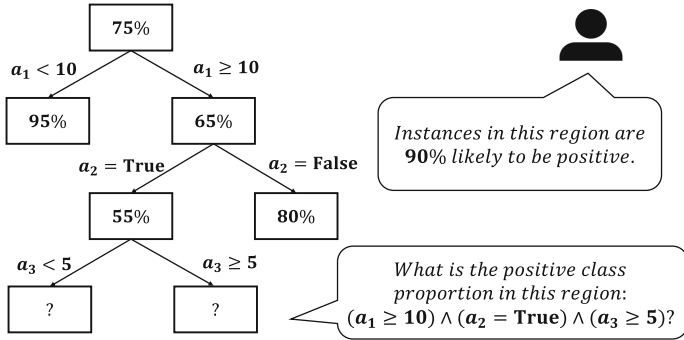 75%
a₁ < 10
a₁ ≥ 10
95%
65%
Instances in this region are
90% likely to be positive.
a₂ = True
a₂ = False
55%
80%
a₃ < 5
a₃ ≥ 5
What is the positive class
proportion in this region:
(a₁ ≥ 10) ∧ (a₂ = True) ∧ (a₃ ≥ 5)?
?
?